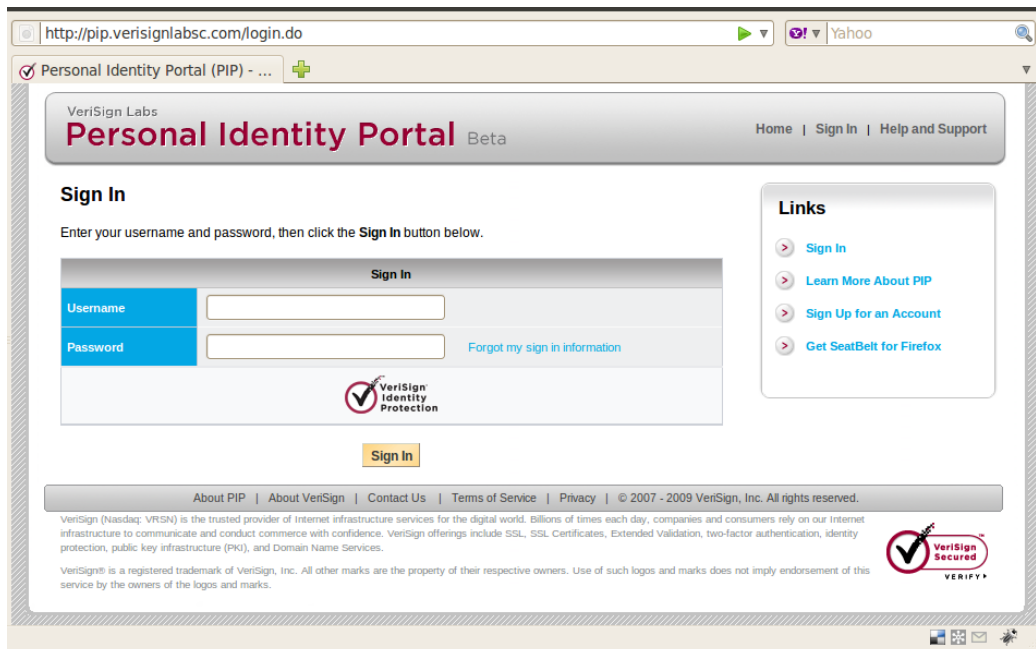 http://pip.verisignlabsc.com/login.do
Yahoo
Personal Identity Portal (PIP) - ...
VeriSign Labs
Personal Identity Portal Beta
Home | Sign In | Help and Support
Sign In
Enter your username and password, then click the Sign In button below.
Sign In
Username
Password
Forgot my sign in information
VeriSign
Identity
Protection
Sign In
Links
Sign In
Learn More About PIP
Sign Up for an Account
Get SeatBelt for Firefox
About PIP | About VeriSign | Contact Us | Terms of Service | Privacy | © 2007 - 2009 VeriSign, Inc. All rights reserved.
VeriSign (Nasdaq: VRSN) is the trusted provider of Internet infrastructure services for the digital world. Billions of times each day, companies and consumers rely on our Internet
infrastructure to communicate and conduct commerce with confidence. VeriSign offerings include SSL, SSL Certificates, Extended Validation, two-factor authentication, identity
protection, public key infrastructure (PKI), and Domain Name Services.
VeriSign® is a registered trademark of VeriSign, Inc. All other marks are the property of their respective owners. Use of such logos and marks does not imply endorsement of this
service by the owners of the logos and marks.
VeriSign™
Secured
VERIFY